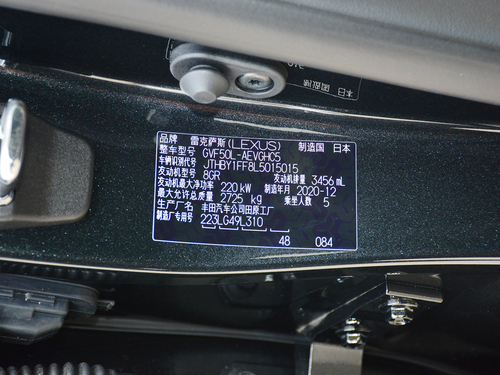 制造国 日本
品牌 雷克萨斯(LEXUS) 制造国 日本
整车型号 GVF50L-AEVGHC5
车辆识别代号 JTHBY1FF8L5015015
发动机型号 8GR 发动机排量 3456 mL
发动机最大净功率 220 kW 制造年月 2020-12
最大允许总质量 2725 kg 乘坐人数 5
生产厂名 丰田汽车公司田原工厂
制造厂专用号 223LG49L310
48 084